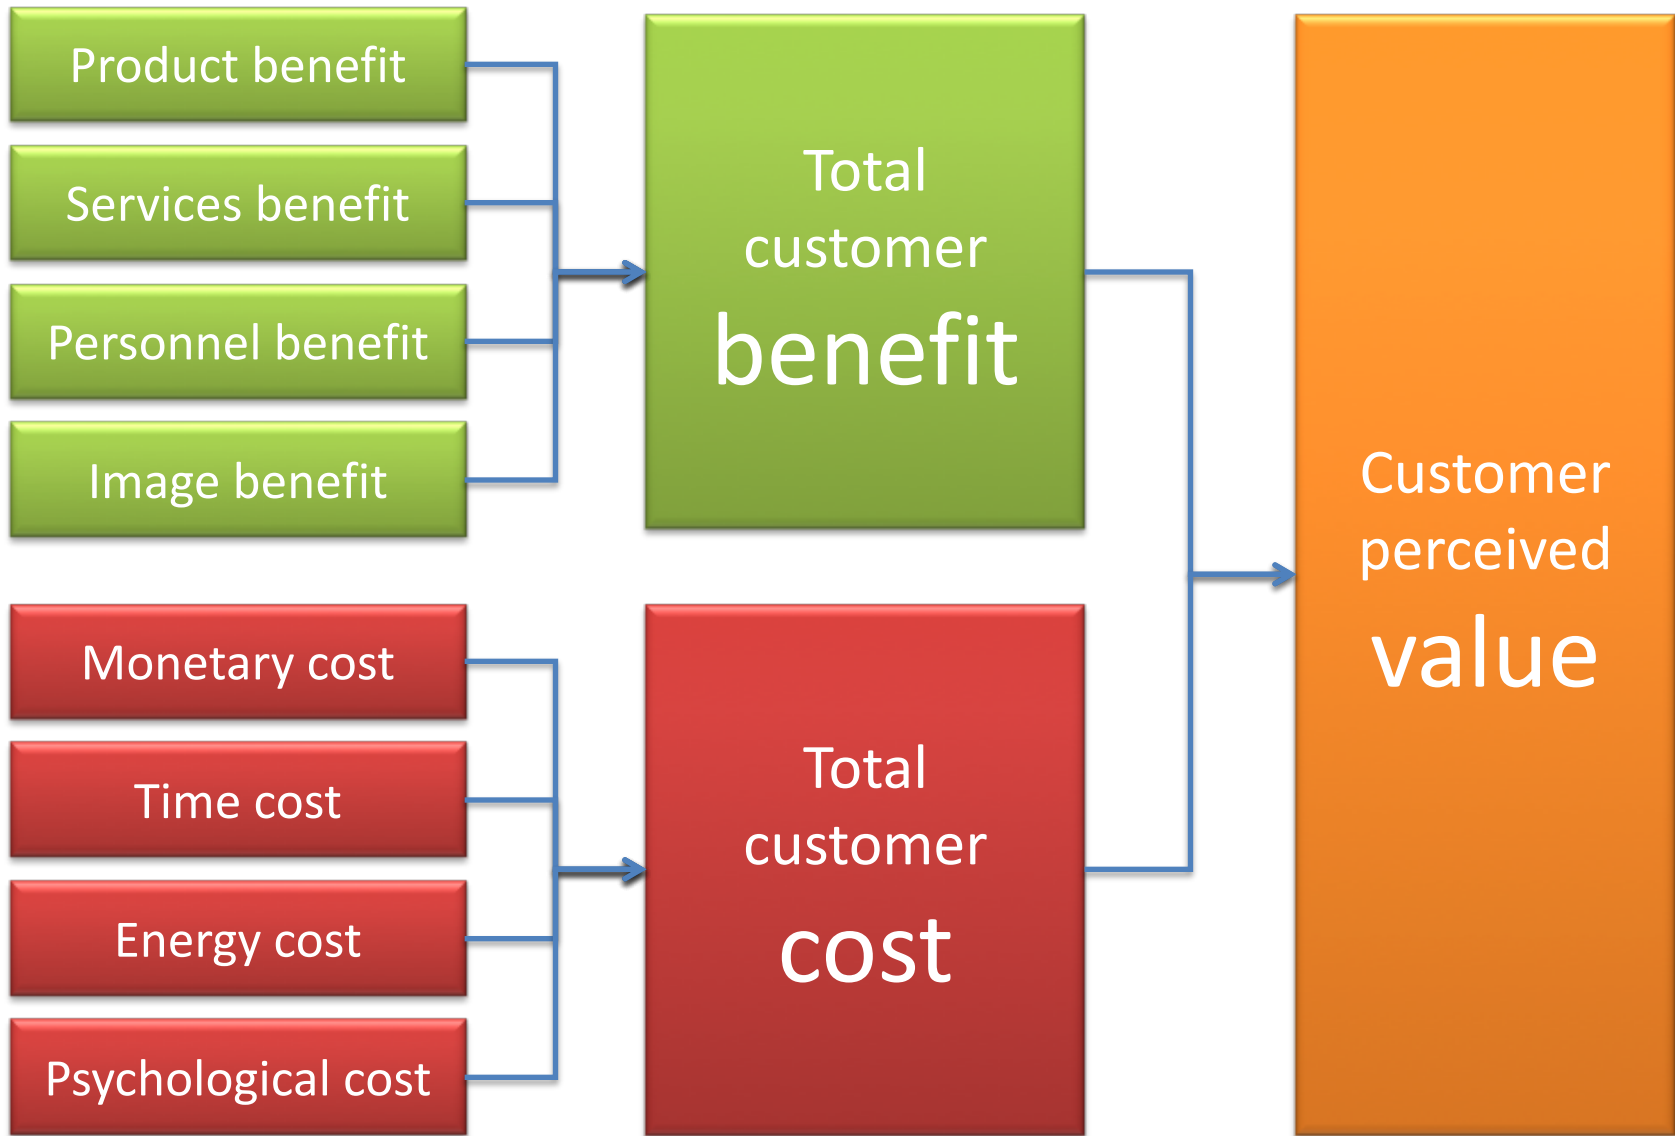 Product benefit
Services benefit
Personnel benefit
Image benefit
Total
customer
benefit
Monetary cost
Time cost
Energy cost
Psychological cost
Total
customer
cost
Customer
perceived
value